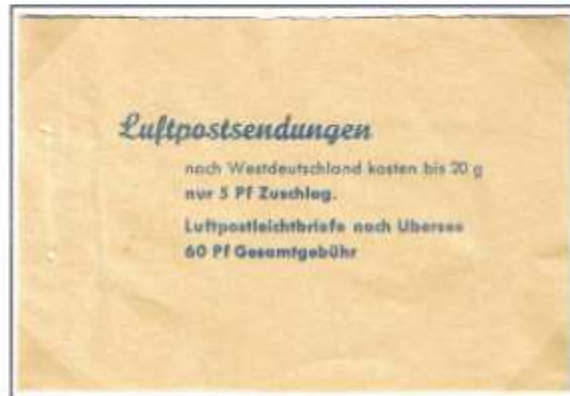 Luftpostsendungen
nach Westdeutschland kosten bis 20 g
nur 5 Pf Zuschlag.
Luftpostleichtbriefe nach Ubersee
60 Pf Gesamtgebühr